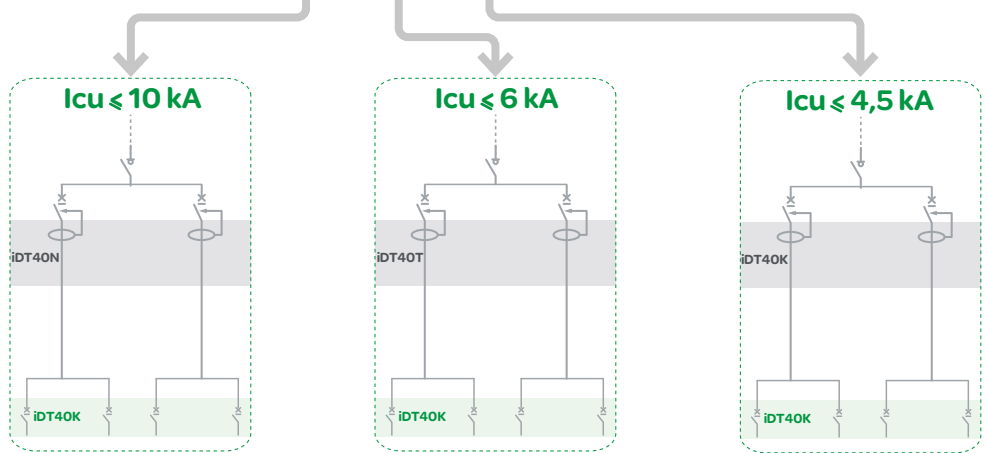 Icu ⩽ 10 kA
Icu ⩽ 6 kA
Icu ⩽ 4,5 kA
iDT40N
iDT40T
iDT40K
iDT40K
iDT40K
iDT40K